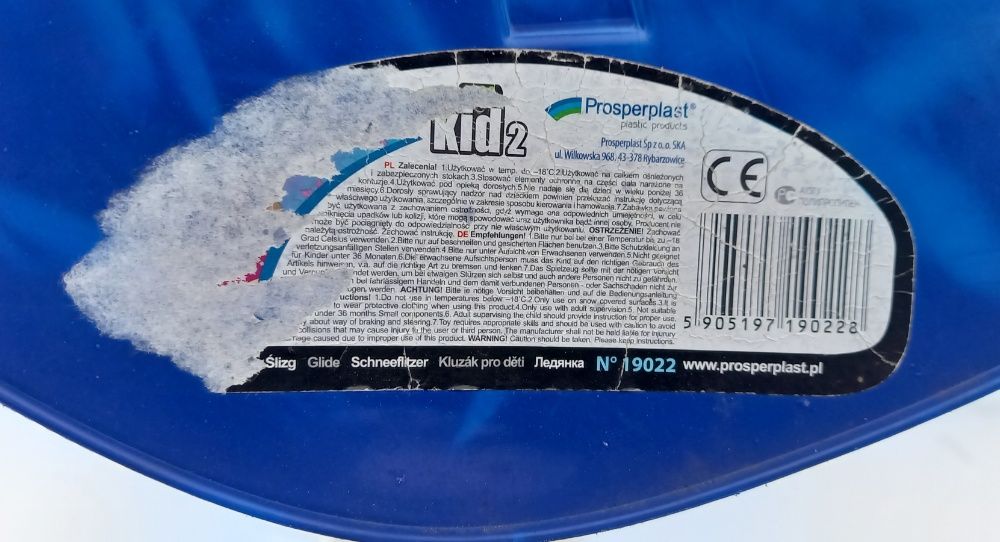 Kid2
Prosperplast®
plastic products
Prosperplast Sp z o. o. SKA
ul. Wilkowska 968, 43-378 Rybarzowice
CE
PL Zalecenia! 1.Użytkować w temp. do –18°C.2.Użytkować na całkiem ośnieżonych
i zabezpieczonych stokach.3.Stosować elementy ochronne na części ciała narażone na
kontuzje.4.Użytkować pod opieką dorosłych.5.Nie nadaje się dla dzieci w wieku poniżej 36
miesięcy.6.Dorosły sprawujący nadzór nad dzieckiem powinien przekazać instrukcję dotyczącą
właściwego użytkowania, szczególnie w zakresie sposobu kierowania i hamowania.7.Zabawka powinna
być użytkowana z zachowaniem ostrożności, gdyż wymaga ona odpowiednich umiejętności, w celu
uniknięcia upadków lub kolizji, które mogą spowodować uraz użytkownika bądź innej osoby. Producent nie
może być pociągnięty do odpowiedzialności przy nie właściwym użytkowaniu. OSTRZEŻENIE! Zachować
należytą ostrożność. Zachować instrukcję. DE Empfehlungen! 1.Bitte nur bei bei einer Temperatur bis zu –18
Grad Celsius verwenden.2.Bitte nur auf beschneiten und gesicherten Flächen benutzen.3.Bitte Schutzkleidung an
verletzungsanfälligen Stellen verwenden.4.Bitte nur unter Aufsicht von Erwachsenen verwenden.5.Nicht geeignet
für Kinder unter 36 Monaten.6.Die erwachsene Aufsichtsperson muss das Kind auf den richtigen Gebrauch des
Artikels hinweisen, v.a. auf die richtige Art zu bremsen und lenken.7.Das Spielzeug sollte mit der nötigen Vorsicht
und werden, um bei etwaigen Stürzen sich selbst und auch andere Personen nicht zu gefährden.
bei fahrlässigem Handeln und dem damit verbundenen Personen - oder Sachschaden nicht zur
werden. ACHTUNG! Bitte je nötige Vorsicht beibehalten und auf die Bedienungsanleitung
1.Do not use in temperatures below –18°C.2.Only use on snow covered surfaces.3.It is
to wear protective clothing when using this product.4.Only use with adult supervision.5. Not suitable
under 36 months Small components.6. Adult supervising the child should provide instruction for proper use,
about way of braking and steering.7.Toy requires appropriate skills and should be used with caution to avoid
collisions that may cause injury to the user or third person. The manufacturer shall not be held liable for injury
caused due to improper use of this product. WARNING! Caution should be taken. Please keep instructions.
5 905197 190228
Ślizg Glide Schneeflitzer Kluzák pro děti Ледянка N° 19022 www.prosperplast.pl